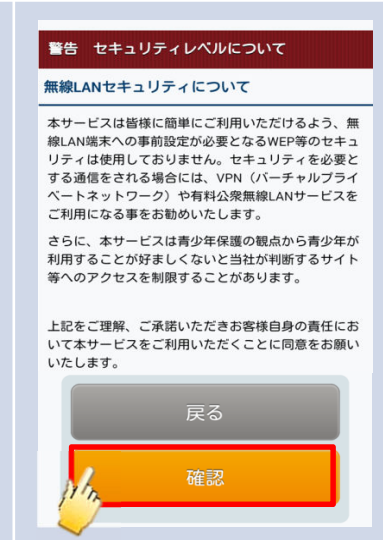 警告 セキュリティレベルについて
無線LANセキュリティについて
本サービスは皆様に簡単にご利用いただけるよう、無
線LAN端末への事前設定が必要となるWEP等のセキュ
リティは使用しておりません。セキュリティを必要と
する通信をされる場合には、VPN（バーチャルプライ
ベートネットワーク）や有料公衆無線LANサービスを
ご利用になる事をお勧めいたします。
さらに、本サービスは青少年保護の観点から青少年が
利用することが好ましくないと当社が判断するサイト
等へのアクセスを制限することがあります。
上記をご理解、ご承諾いただきお客様自身の責任にお
いて本サービスをご利用いただくことに同意をお願い
いたします。
戻る
確認